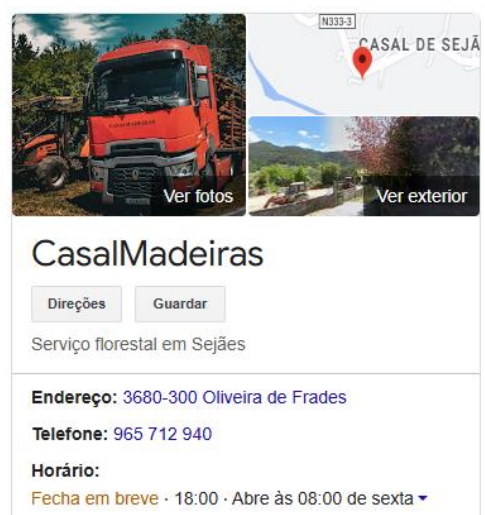 N333-3
CASAL DE SEJÃ
CASALMADEIRAS
Ver fotos
Ver exterior
CasalMadeiras
Direções
Guardar
Serviço florestal em Sejães
Endereço: 3680-300 Oliveira de Frades
Telefone: 965 712 940
Horário:
Fecha em breve · 18:00 · Abre às 08:00 de sexta